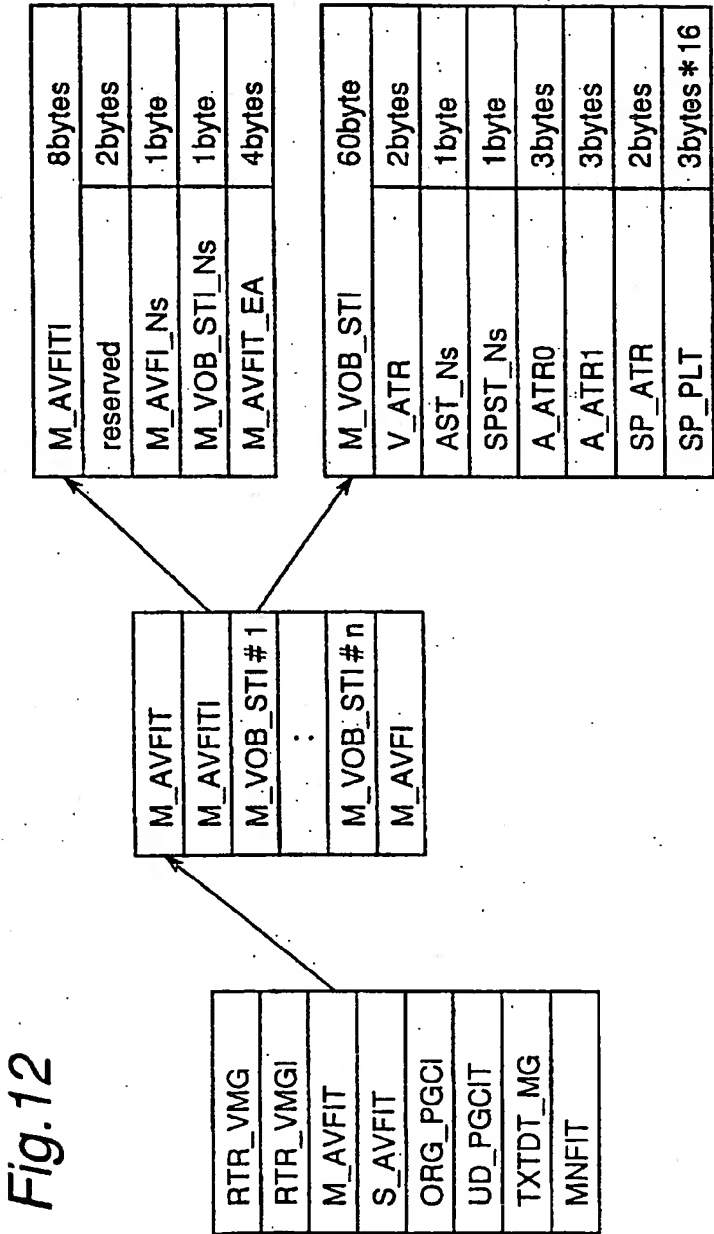 Fig.12
RTR_VMG
RTR_VMGI
M_AVFIT
S_AVFIT
ORG_PGCI
UD_PGCIT
TXTDT_MG
MNFIT
M_AVFIT
M_AVFITI
M_VOB_STI#1
:
M_VOB_STI#n
M_AVFI
M_AVFITI 8bytes
reserved 2bytes
M_AVFI_Ns 1byte
M_VOB_STI_Ns 1byte
M_AVFIT_EA 4bytes
M_VOB_STI 60byte
V_ATR 2bytes
AST_Ns 1byte
SPST_Ns 1byte
A_ATR0 3bytes
A_ATR1 3bytes
SP_ATR 2bytes
SP_PLT 3bytes*16